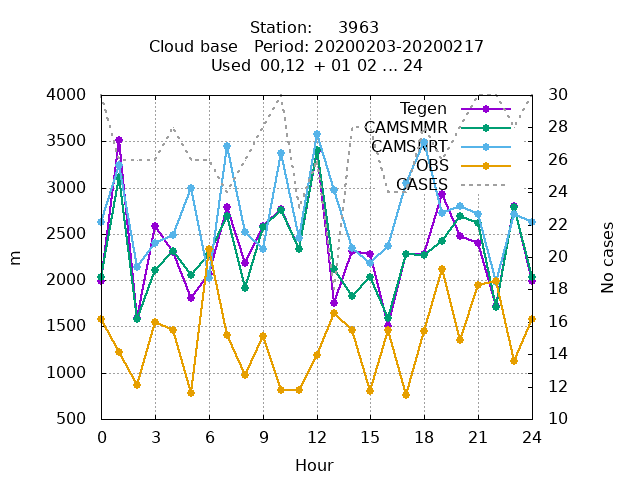 Station: 3963
Cloud base Period: 20200203-20200217
Used 00,12 + 01 02 ... 24
4000
3500
3000
2500
2000
1500
1000
500
m
30
28
26
24
22
20
18
16
14
12
10
No cases
Tegen
CAMSMMR
CAMSMRT
OBS
CASES
0 3 6 9 12 15 18 21 24
Hour